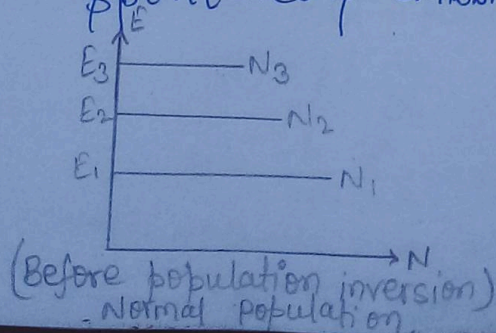 E
E3 N3
E2 N2
E1 N1
N
(Before population inversion)
Normal population